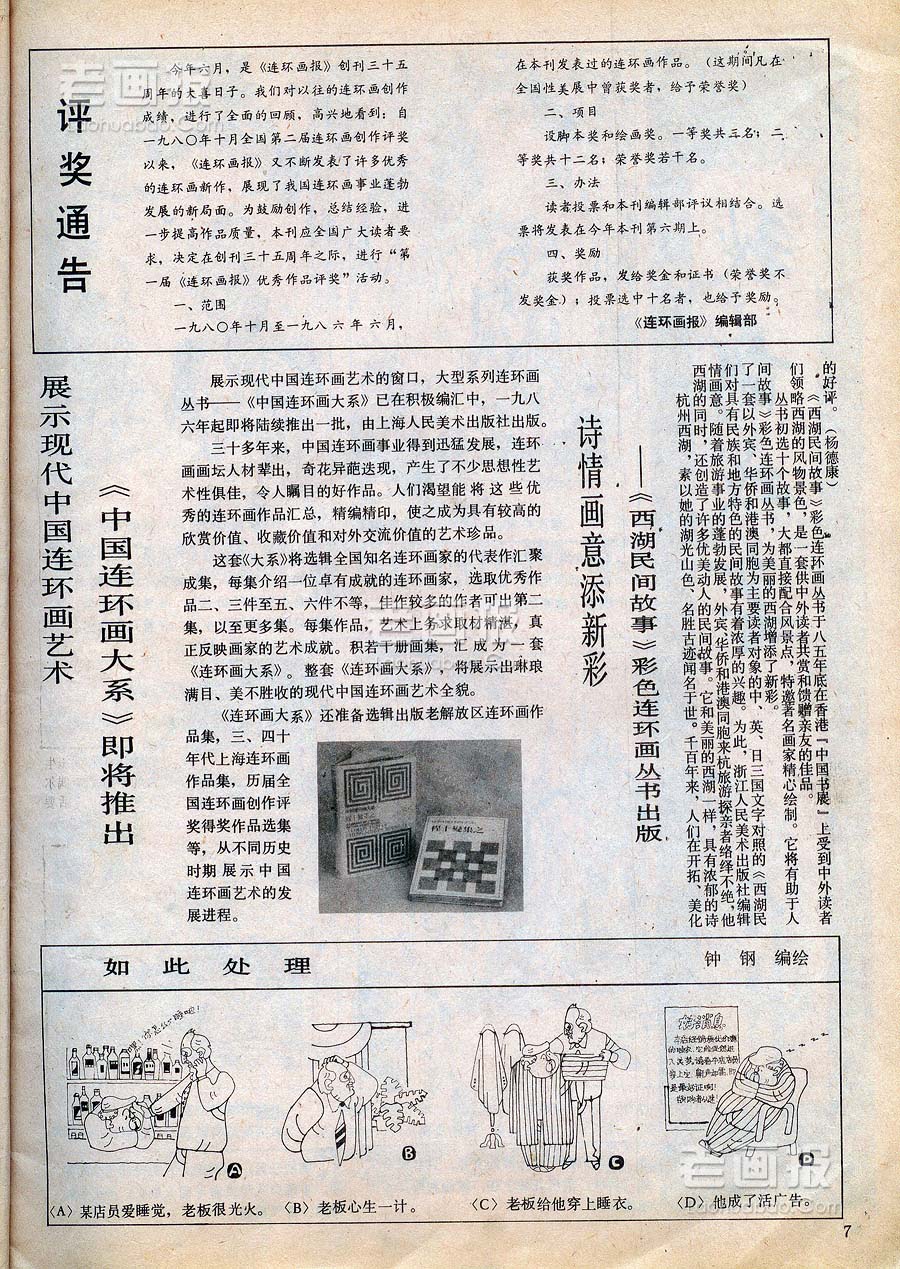 评奖通告
今年六月，是《连环画报》创刊三十五
周年的大喜日子。我们对以往的连环画创作
成绩，进行了全面的回顾，高兴地看到：自
一九八〇年十月全国第二届连环画创作评奖
以来，《连环画报》又不断发表了许多优秀
的连环画新作，展现了我国连环画事业蓬勃
发展的新局面。为鼓励创作，总结经验，进
一步提高作品质量，本刊应全国广大读者要
求，决定在创刊三十五周年之际，进行“第
一届《连环画报》优秀作品评奖”活动。
一、范围
一九八〇年十月至一九八六年六月，
在本刊发表过的连环画作品。（这期间凡在
全国性美展中曾获奖者，给予荣誉奖）
二、项目
设脚本奖和绘画奖。一等奖共三名；二
等奖共十二名；荣誉奖若干名。
三、办法
读者投票和本刊编辑部评议相结合。选
票将发表在今年本刊第六期上。
四、奖励
获奖作品，发给奖金和证书（荣誉奖不
发奖金）；投票选中十名者，也给予奖励。
《连环画报》编辑部
展示现代中国连环画艺术
《中国连环画大系》即将推出
展示现代中国连环画艺术的窗口，大型系列连环画
丛书——《中国连环画大系》已在积极编汇中，一九八
六年起即将陆续推出一批，由上海人民美术出版社出版。
三十多年来，中国连环画事业得到迅猛发展，连环
画画坛人材辈出，奇花异葩迭现，产生了不少思想性艺
术性俱佳，令人瞩目的好作品。人们渴望能将这些优
秀的连环画作品汇总，精编精印，使之成为具有较高的
欣赏价值、收藏价值和对外交流价值的艺术珍品。
这套《大系》将选辑全国知名连环画家的代表作汇聚
成集，每集介绍一位卓有成就的连环画家，选取优秀作
品二、三件至五、六件不等，佳作较多的作者可出第二
集，以至更多集。每集作品，艺术上务求取材精湛，真
正反映画家的艺术成就。积若干册画集，汇成为一套
《连环画大系》。整套《连环画大系》，将展示出琳琅
满目、美不胜收的现代中国连环画艺术全貌。
《连环画大系》还准备选辑出版老解放区连环画作
品集，三、四十
年代上海连环画
作品集，历届全
国连环画创作评
奖得奖作品选集
等，从不同历史
时期展示中国
连环画艺术的发
展进程。
程十发集之一
诗情画意添新彩
——《西湖民间故事》彩色连环画丛书出版
杭州西湖，素以她的湖光山色、名胜古迹闻名于世。千百年来，人们在开拓、美化
西湖的同时，还创造了许多优美动人的民间故事。它和美丽的西湖一样，具有浓郁的诗
情画意。随着旅游事业的蓬勃发展，外宾、华侨和港澳同胞来杭旅游探亲者络绎不绝，他
们对具有民族和地方特色的民间故事有着浓厚的兴趣。为此，浙江人民美术出版社编辑
了一套以外宾、华侨和港澳同胞为主要读者对象的中、英、日三国文字对照的《西湖民
间故事》彩色连环画丛书，为美丽的西湖增添了新彩。
丛书初选十个故事，大都直接配合风景点，特邀著名画家精心绘制。它将有助于人
们领略西湖的风物景色，是一套供中外读者共赏和馈赠亲友的佳品。
《西湖民间故事》彩色连环画丛书于八五年底在香港“中国书展”上受到中外读者
的好评。（杨德康）
如此处理
钟钢 编绘
嘿，你怎么又睡啦！
A
B
C
好消息
D
〈A〉某店员爱睡觉，老板很光火。
〈B〉老板心生一计。
〈C〉老板给他穿上睡衣。
〈D〉他成了活广告。
7
老画报
Laohuabao.com
老画报
老画报
Laohuabao.com